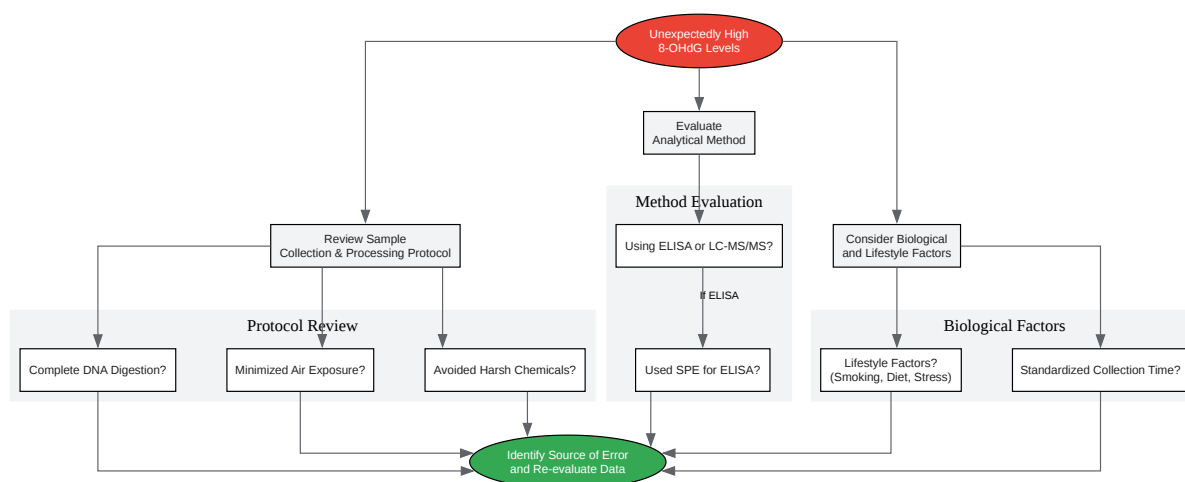 Unexpectedly High
8-OHdG Levels
Evaluate
Analytical Method
Method Evaluation
Review Sample
Collection & Processing Protocol
Using ELISA or LC-MS/MS?
Consider Biological
and Lifestyle Factors
If ELISA
Protocol Review
Biological Factors
Complete DNA Digestion?
Minimized Air Exposure?
Avoided Harsh Chemicals?
Used SPE for ELISA?
Lifestyle Factors?
(Smoking, Diet, Stress)
Standardized Collection Time?
Identify Source of Error
and Re-evaluate Data